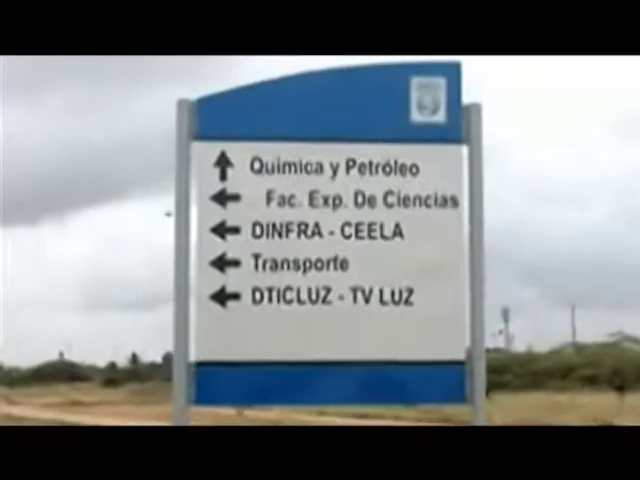 Química y Petróleo
Fac. Exp. De Ciencias
DINFRA - CEELA
Transporte
DTICLUZ - TV LUZ